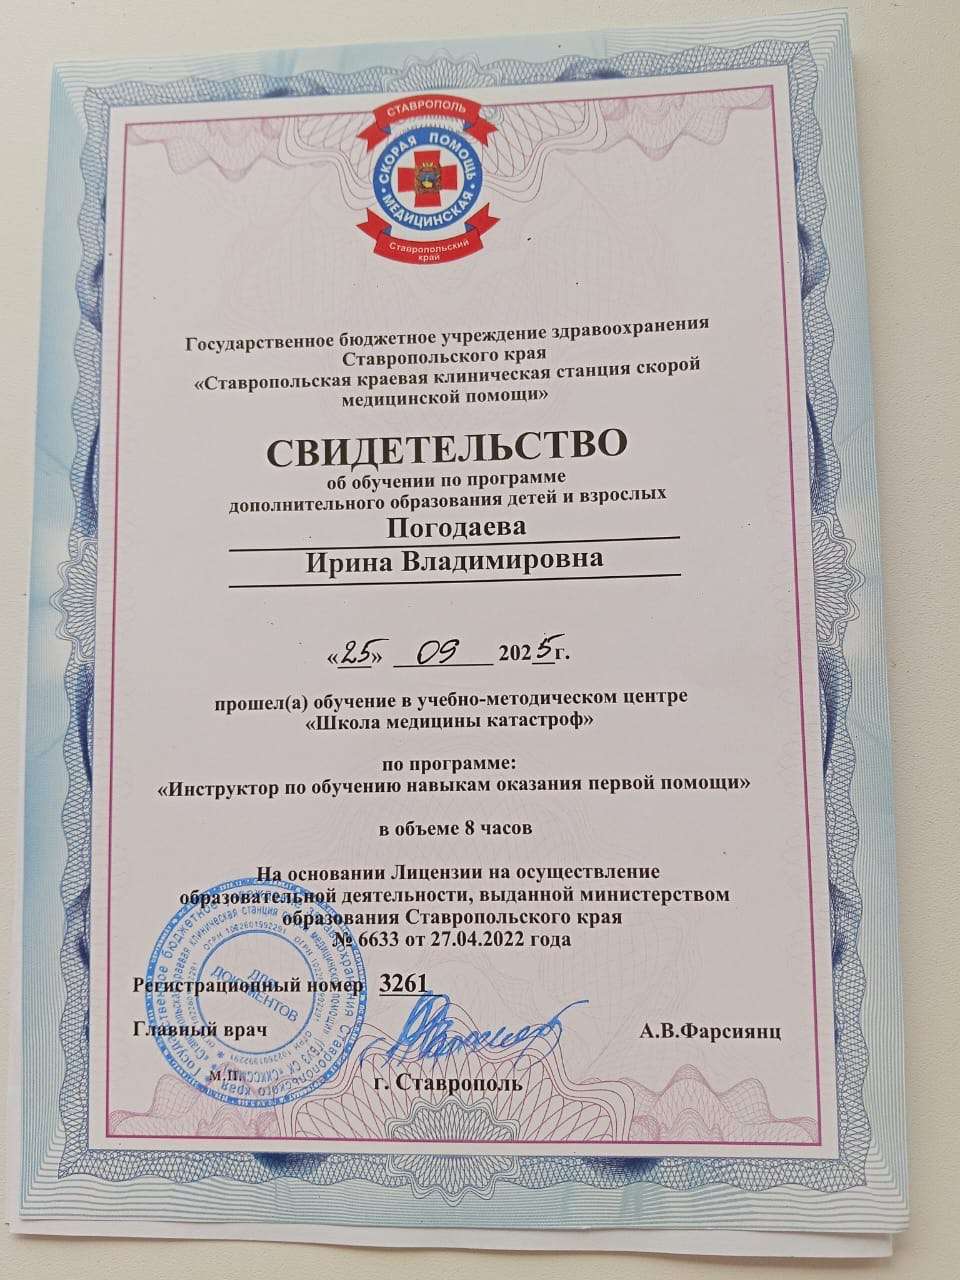 СТАВРОПОЛЬ
СКОРАЯ ПОМОЩЬ
МЕДИЦИНСКАЯ
Ставропольский
край
Государственное бюджетное учреждение здравоохранения
Ставропольского края
«Ставропольская краевая клиническая станция скорой
медицинской помощи»
СВИДЕТЕЛЬСТВО
об обучении по программе
дополнительного образования детей и взрослых
Погодаева
Ирина Владимировна
«25» 09 2025г.
прошел(а) обучение в учебно-методическом центре
«Школа медицины катастроф»
по программе:
«Инструктор по обучению навыкам оказания первой помощи»
в объеме 8 часов
На основании Лицензии на осуществление
образовательной деятельности, выданной министерством
образования Ставропольского края
№ 6633 от 27.04.2022 года
Регистрационный номер 3261
Главный врач А.В.Фарсиянц
М.П.
г. Ставрополь
ДЛЯ
ДОКУМЕНТОВ